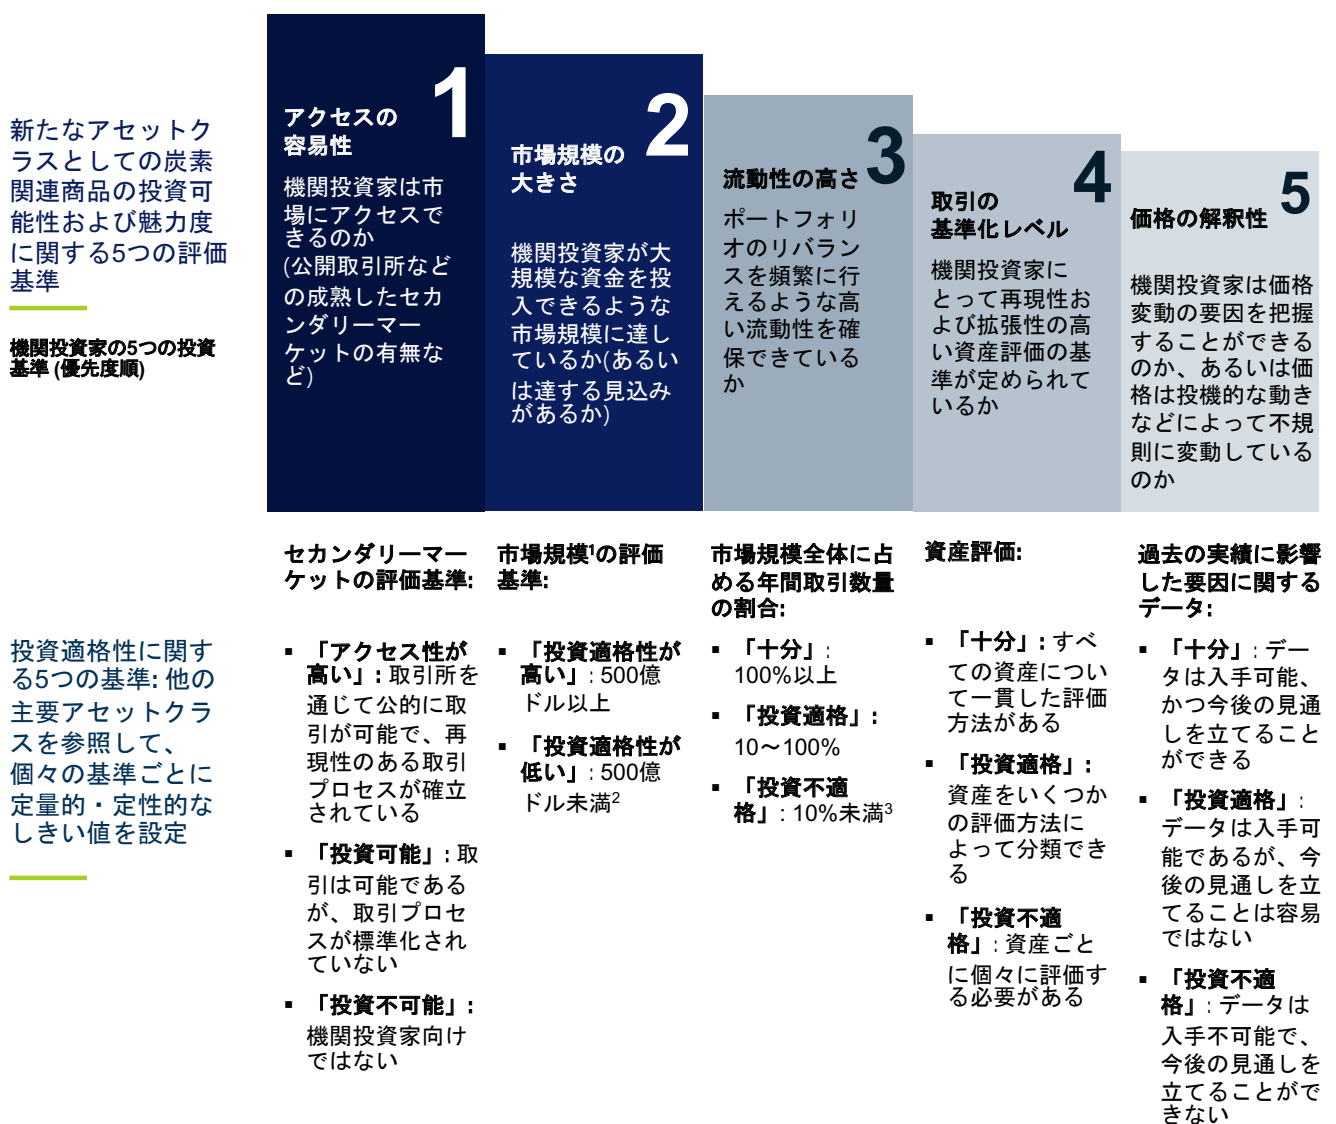 新たなアセットク
ラスとしての炭素
関連商品の投資可
能性および魅力度
に関する5つの評価
基準
機関投資家の5つの投資
基準 (優先度順)
1
アクセスの
容易性
機関投資家は市
場にアクセスで
きるのか
(公開取引所など
の成熟したセカ
ンダリーマー
ケットの有無な
ど)
2
市場規模の
大きさ
機関投資家が大
規模な資金を投
入できるような
市場規模に達し
ているか(あるい
は達する見込み
があるか)
3
流動性の高さ
ポートフォリ
オのリバラン
スを頻繁に行
えるような高
い流動性を確
保できている
か
4
取引の
基準化レベル
機関投資家に
とって再現性お
よび拡張性の高
い資産評価の基
準が定められて
いるか
5
価格の解釈性
機関投資家は価格
変動の要因を把握
することができる
のか、あるいは価
格は投機的な動き
などによって不規
則に変動している
のか
投資適格性に関す
る5つの基準: 他の
主要アセットクラ
スを参照して、
個々の基準ごとに
定量的・定性的な
しきい値を設定
セカンダリーマー
ケットの評価基準:
▪ 「アクセス性が
高い」: 取引所を
通じて公的に取
引が可能で、再
現性のある取引
プロセスが確立
されている
▪ 「投資可能」: 取
引は可能である
が、取引プロセ
スが標準化され
ていない
▪ 「投資不可能」:
機関投資家向け
ではない
市場規模¹の評価
基準:
▪ 「投資適格性が
高い」: 500億
ドル以上
▪ 「投資適格性が
低い」: 500億
ドル未満²
市場規模全体に占
める年間取引数量
の割合:
▪ 「十分」:
100%以上
▪ 「投資適格」:
10～100%
▪ 「投資不適
格」: 10%未満³
資産評価:
▪ 「十分」: すべ
ての資産につい
て一貫した評価
方法がある
▪ 「投資適格」:
資産をいくつか
の評価方法に
よって分類でき
る
▪ 「投資不適
格」: 資産ごと
に個々に評価す
る必要がある
過去の実績に影響
した要因に関する
データ:
▪ 「十分」: デー
タは入手可能、
かつ今後の見通
しを立てること
ができる
▪ 「投資適格」:
データは入手可
能であるが、今
後の見通しを立
てることは容易
ではない
▪ 「投資不適
格」: データは
入手不可能で、
今後の見通しを
立てることがで
きない